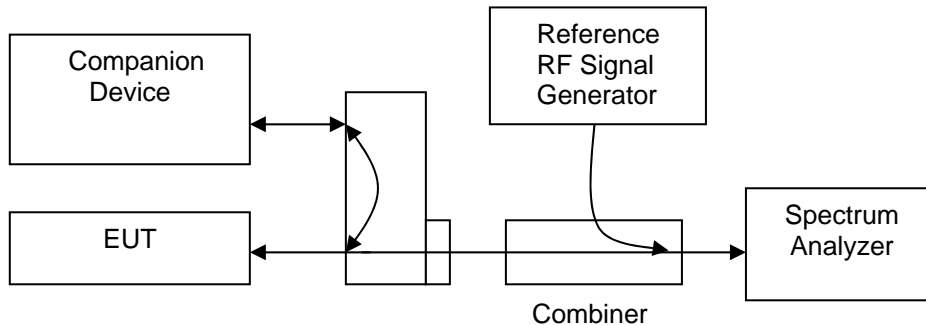 Companion
Device
Reference
RF Signal
Generator
EUT
Spectrum
Analyzer
Combiner